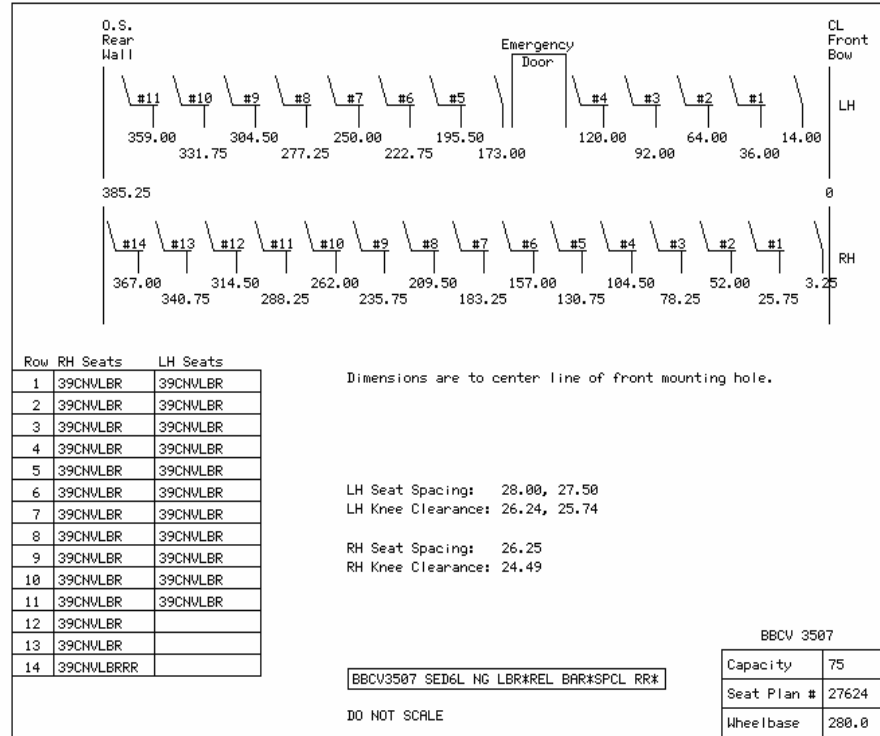 O.S.
Rear
Wall
Emergency
Door
CL
Front
Bow
#11 #10 #9 #8 #7 #6 #5 #4 #3 #2 #1
LH
359.00 304.50 250.00 195.50 120.00 64.00 14.00
331.75 277.25 222.75 173.00 92.00 36.00
385.25 0
#14 #13 #12 #11 #10 #9 #8 #7 #6 #5 #4 #3 #2 #1
RH
367.00 314.50 262.00 209.50 157.00 104.50 52.00 3.25
340.75 288.25 235.75 183.25 130.75 78.25 25.75
Row RH Seats LH Seats
1 39CNVLBR 39CNVLBR
2 39CNVLBR 39CNVLBR
3 39CNVLBR 39CNVLBR
4 39CNVLBR 39CNVLBR
5 39CNVLBR 39CNVLBR
6 39CNVLBR 39CNVLBR
7 39CNVLBR 39CNVLBR
8 39CNVLBR 39CNVLBR
9 39CNVLBR 39CNVLBR
10 39CNVLBR 39CNVLBR
11 39CNVLBR 39CNVLBR
12 39CNVLBR
13 39CNVLBR
14 39CNVLBRRR
Dimensions are to center line of front mounting hole.
LH Seat Spacing: 28.00, 27.50
LH Knee Clearance: 26.24, 25.74
RH Seat Spacing: 26.25
RH Knee Clearance: 24.49
BBCV3507 SED6L NG LBR*REL BAR*SPCL RR*
DO NOT SCALE
BBCV 3507
Capacity 75
Seat Plan # 27624
Wheelbase 280.0